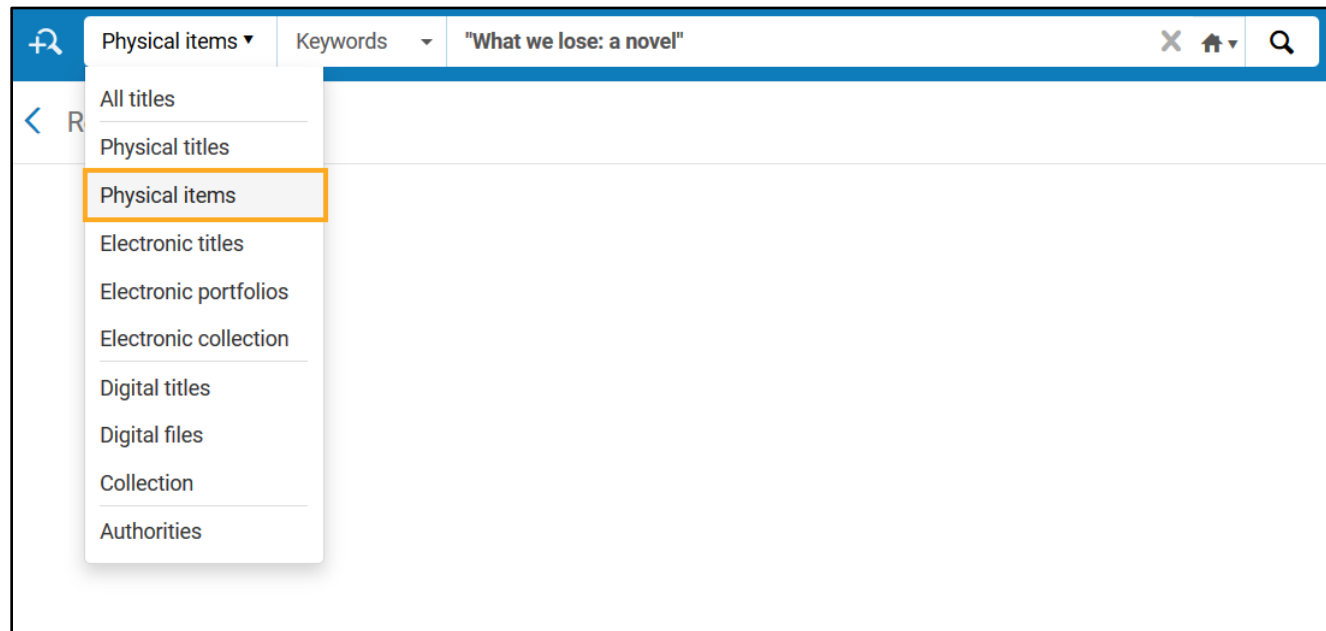 Physical items ▼ Keywords "What we lose: a novel"
All titles
R
Physical titles
Physical items
Electronic titles
Electronic portfolios
Electronic collection
Digital titles
Digital files
Collection
Authorities